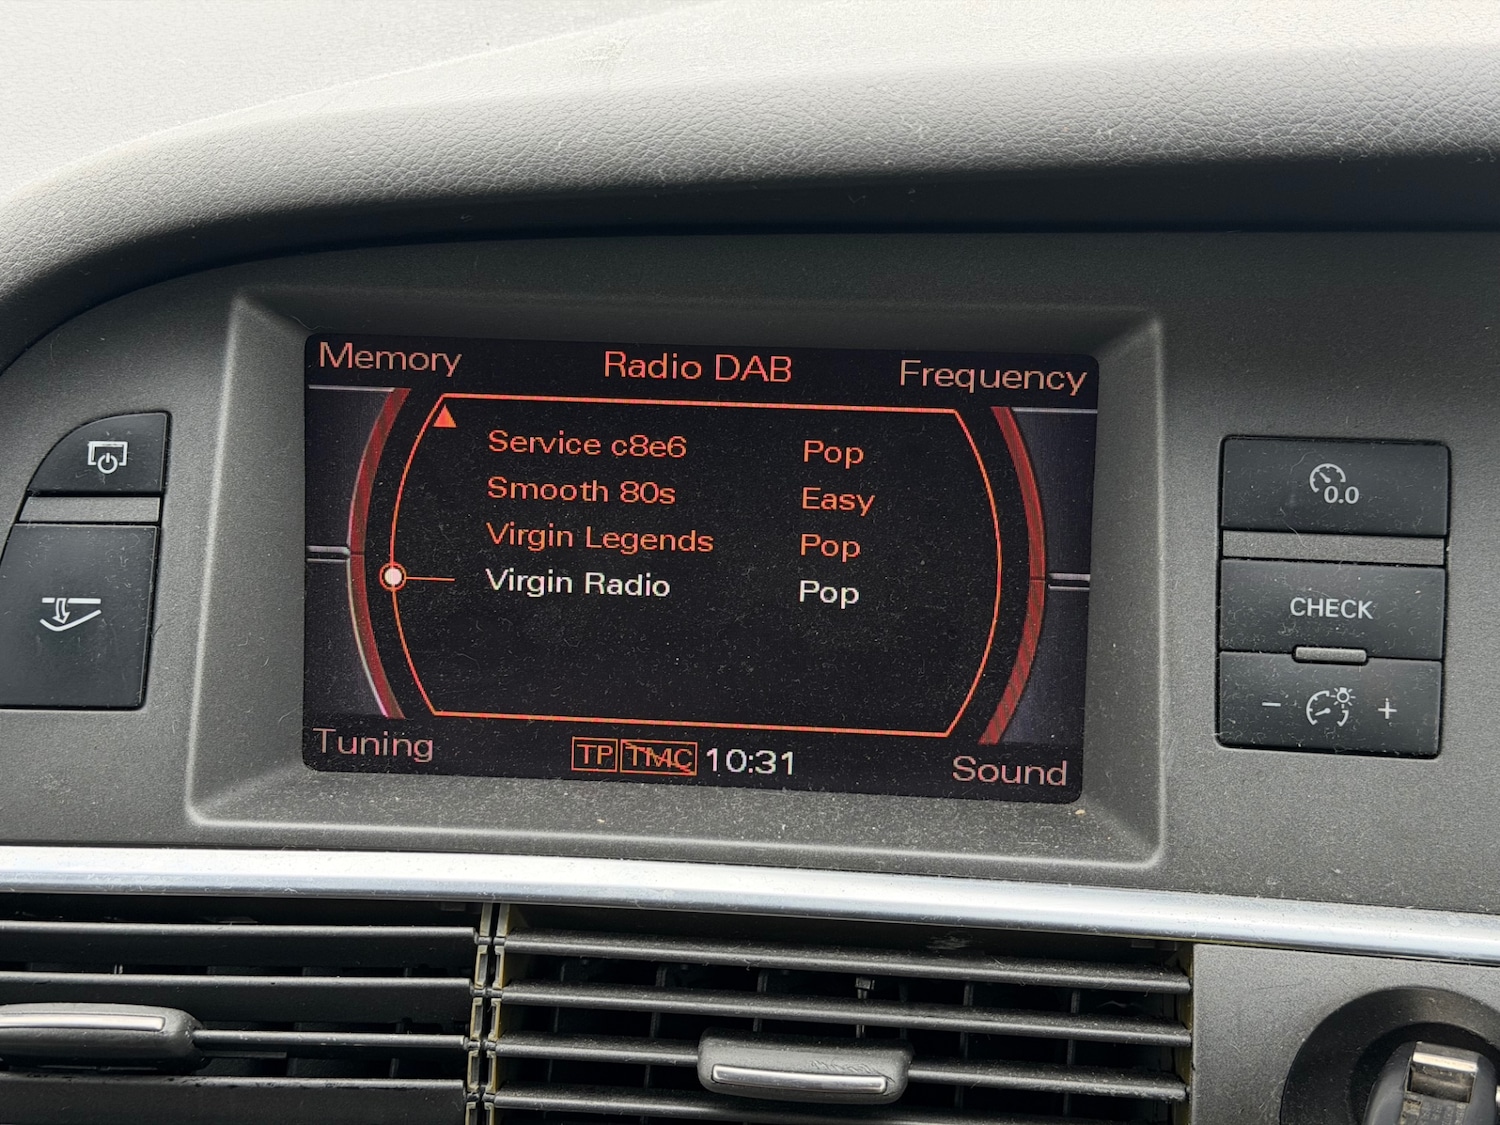 Memory Radio DAB Frequency
Service c8e6 Pop
Smooth 80s Easy
Virgin Legends Pop
Virgin Radio Pop
Tuning TP TMC 10:31 Sound
0.0
CHECK
- +